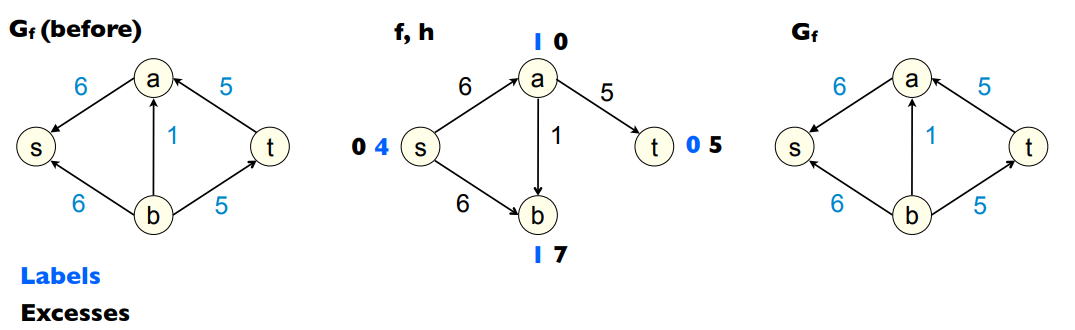 Gf (before)
f, h
Gf
1 0
6 a 5
6 a 5
6 a 5
s 1 t
0 4 s 1 t 0 5
s 1 t
6 b 5
6 b
6 b 5
1 7
Labels
Excesses